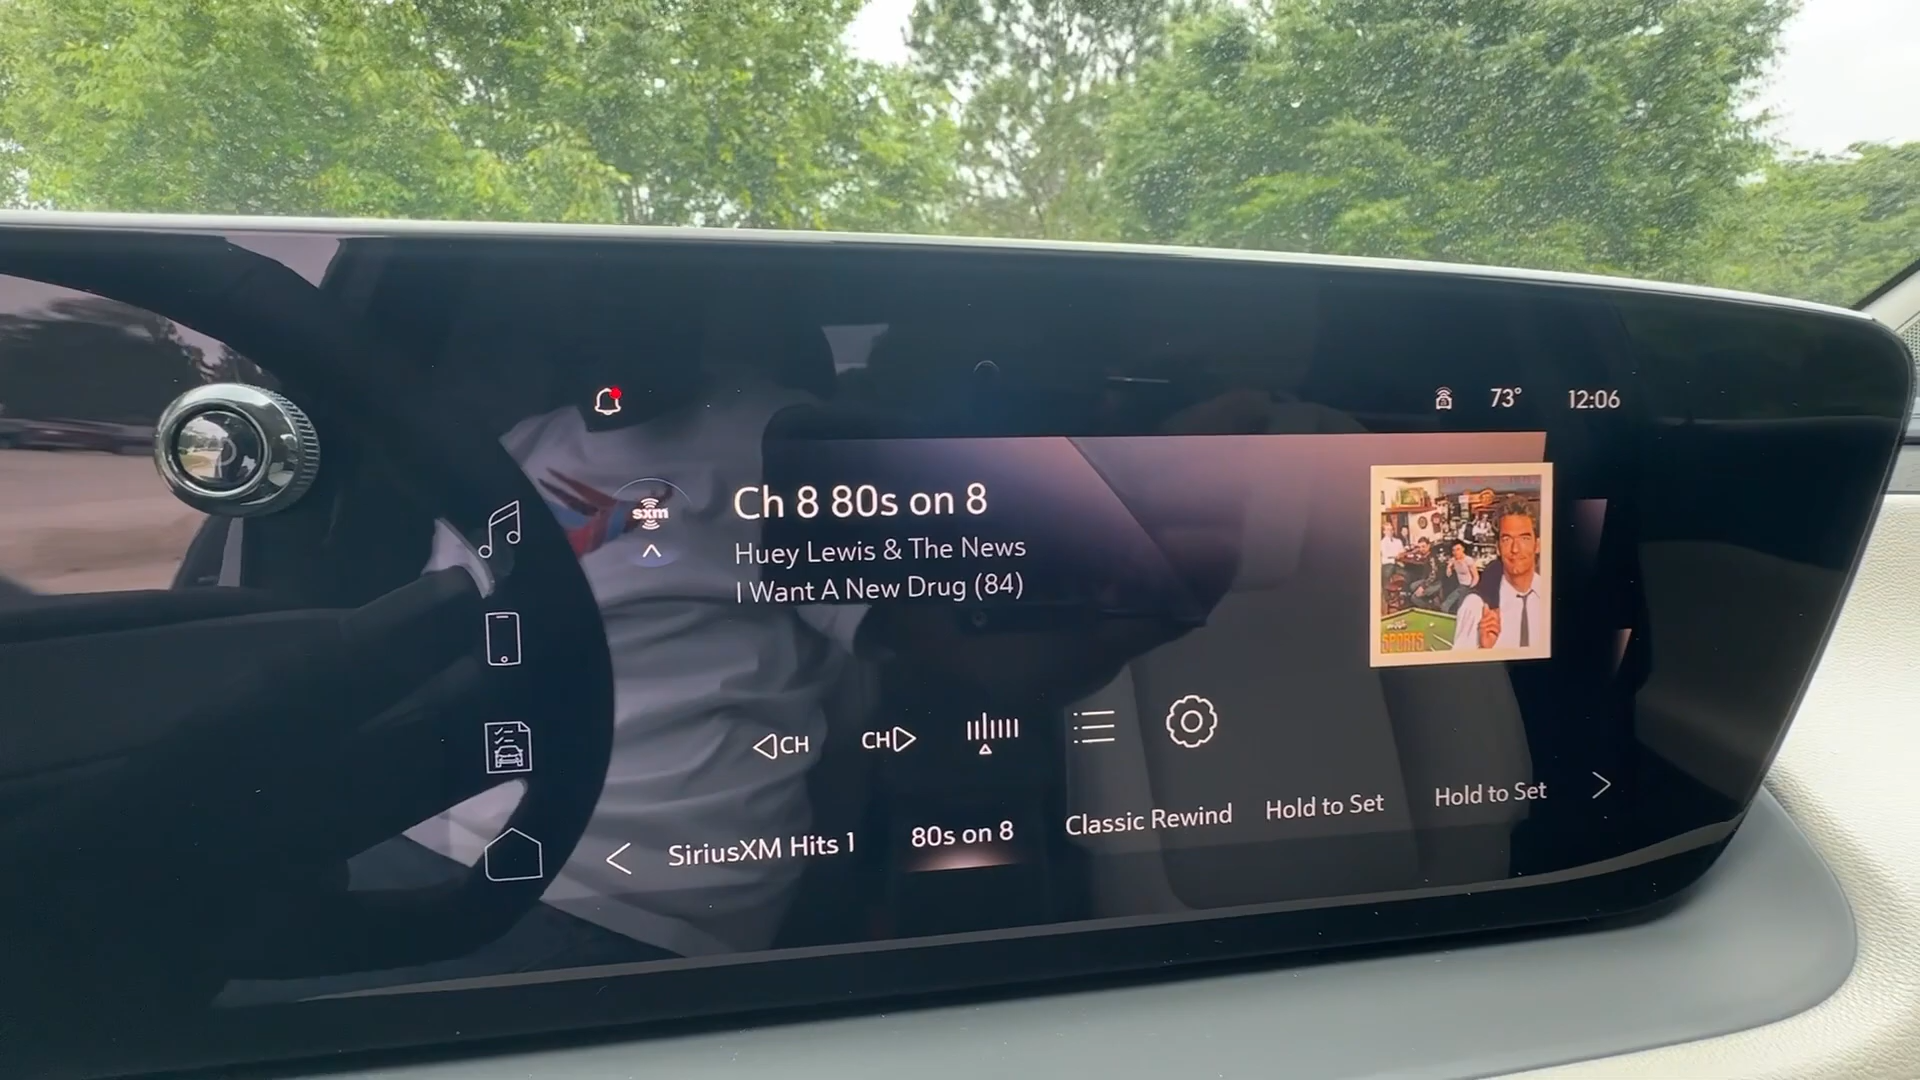 73°
12:06
sxm
Ch 8 80s on 8
Huey Lewis & The News
I Want A New Drug (84)
SPORTS
CH
CH
SiriusXM Hits 1
80s on 8
Classic Rewind
Hold to Set
Hold to Set